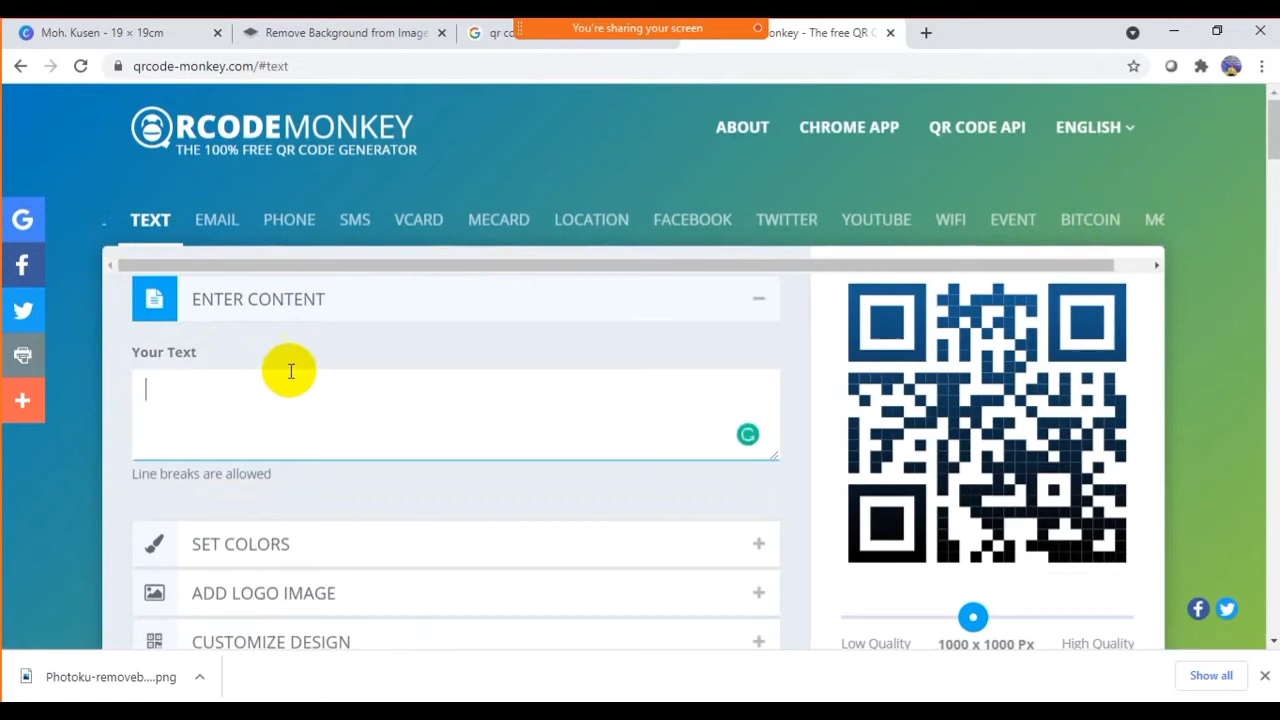 You're sharing your screen
Moh. Kusen - 19 × 19cm
Remove Background from Image
qr co
onkey - The free QR C
qrcode-monkey.com/#text
QRCODEMONKEY
THE 100% FREE QR CODE GENERATOR
ABOUT
CHROME APP
QR CODE API
ENGLISH
TEXT
EMAIL
PHONE
SMS
VCARD
MECARD
LOCATION
FACEBOOK
TWITTER
YOUTUBE
WIFI
EVENT
BITCOIN
ENTER CONTENT
Your Text
Line breaks are allowed
SET COLORS
ADD LOGO IMAGE
CUSTOMIZE DESIGN
Low Quality
1000 x 1000 Px
High Quality
Photoku-removeb....png
Show all